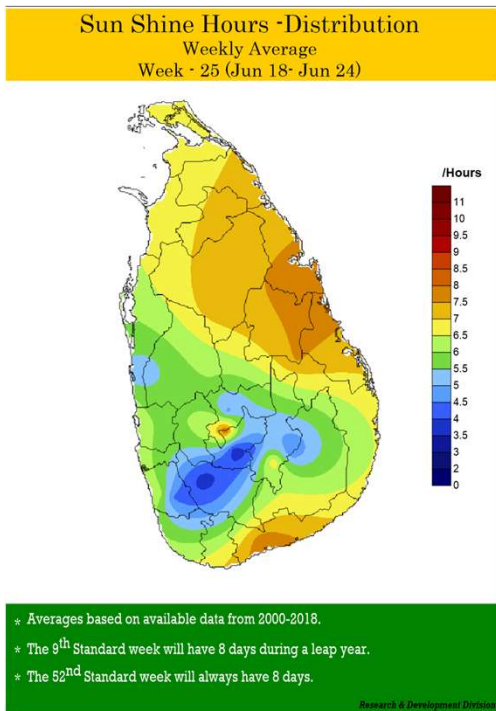 Sun Shine Hours -Distribution
Weekly Average
Week - 25 (Jun 18- Jun 24)
/Hours
11
10
9.5
9
8.5
8
7.5
7
6
5.5
5
4.5
4
3.5
3
2
0
* Averages based on available data from 2000-2018.
* The 9th Standard week will have 8 days during a leap year.
* The 52nd Standard week will always have 8 days.
Research & Development Division